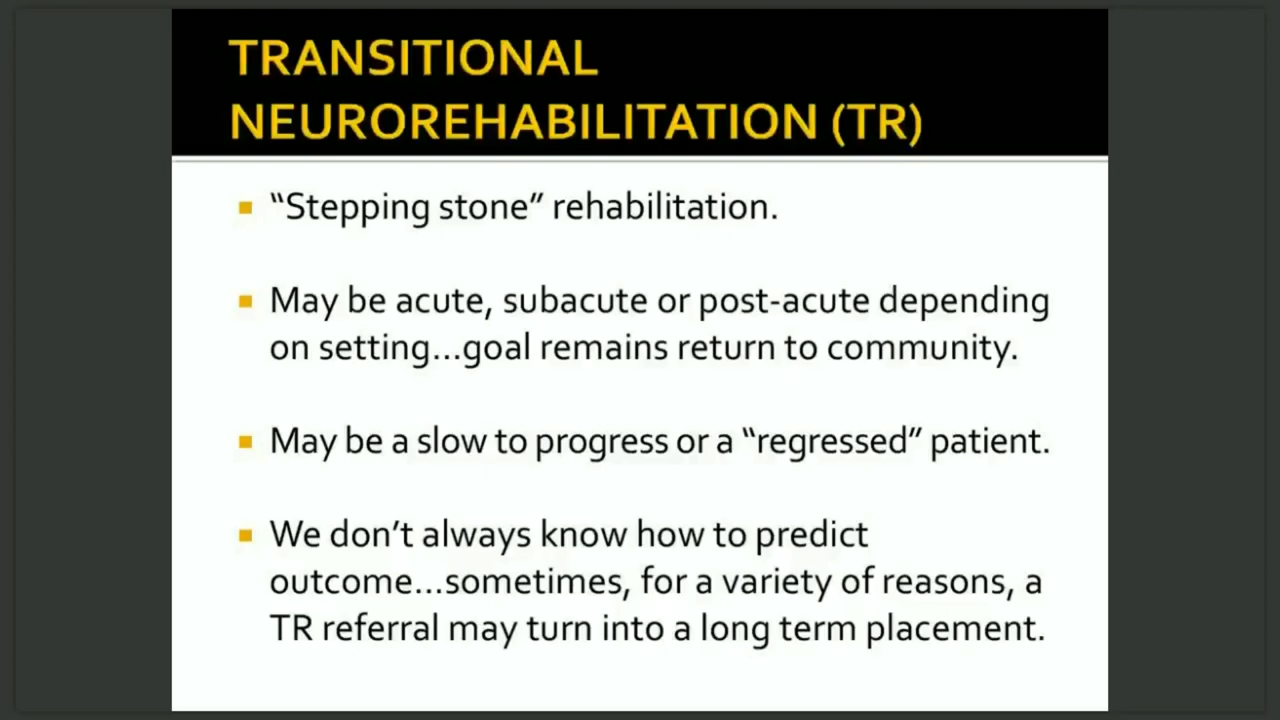 TRANSITIONAL
NEUROREHABILITATION (TR)
"Stepping stone" rehabilitation.
May be acute, subacute or post-acute depending
on setting...goal remains return to community.
May be a slow to progress or a "regressed" patient.
We don't always know how to predict
outcome...sometimes, for a variety of reasons, a
TR referral may turn into a long term placement.